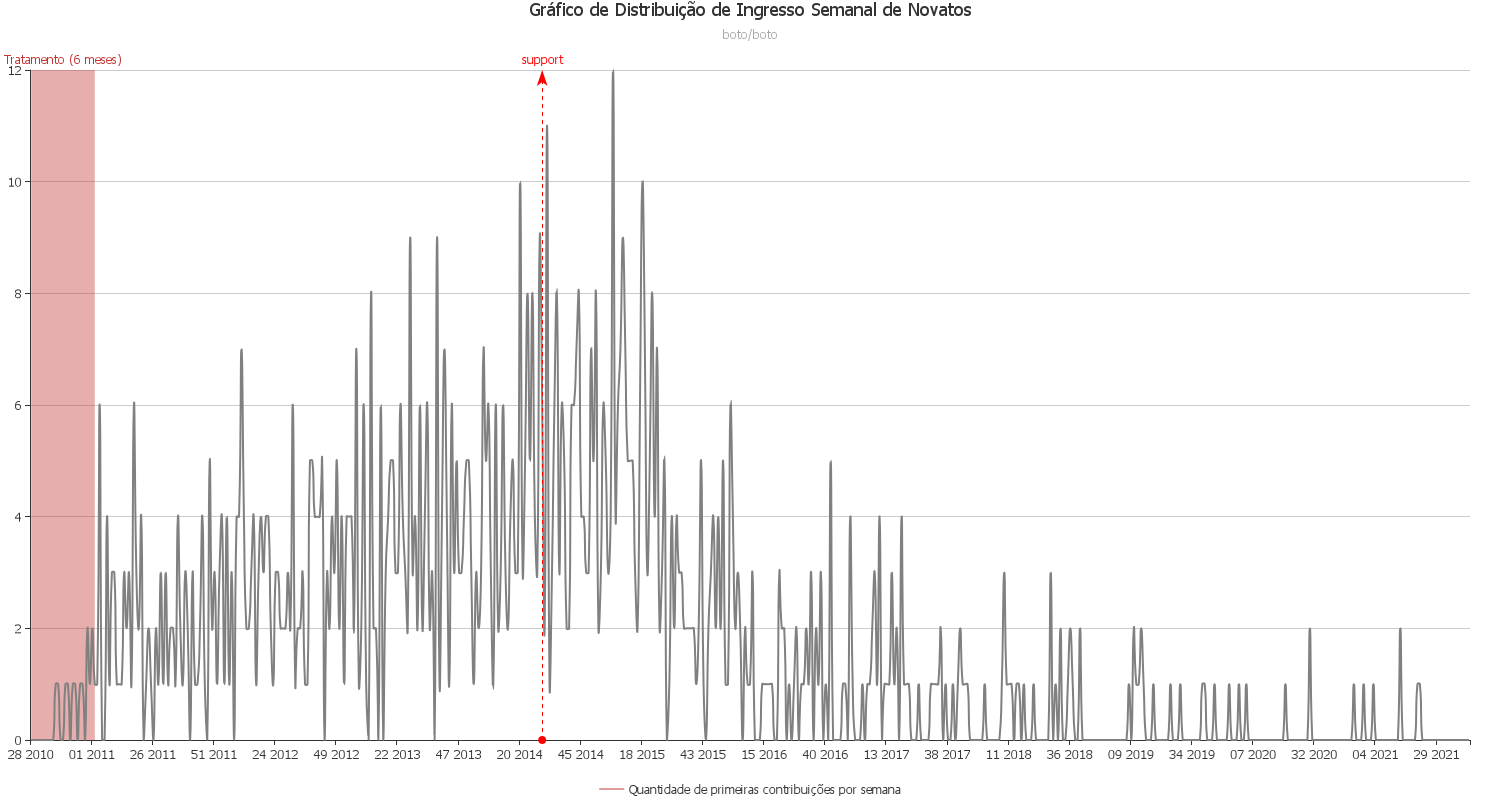 Gráfico de Distribuição de Ingresso Semanal de Novatos
boto/boto
Tratamento (6 meses)
support
12
10
8
6
4
2
0
28 2010 01 2011 26 2011 51 2011 24 2012 49 2012 22 2013 47 2013 20 2014 45 2014 18 2015 43 2015 15 2016 40 2016 13 2017 38 2017 11 2018 36 2018 09 2019 34 2019 07 2020 32 2020 04 2021 29 2021
Quantidade de primeiras contribuições por semana